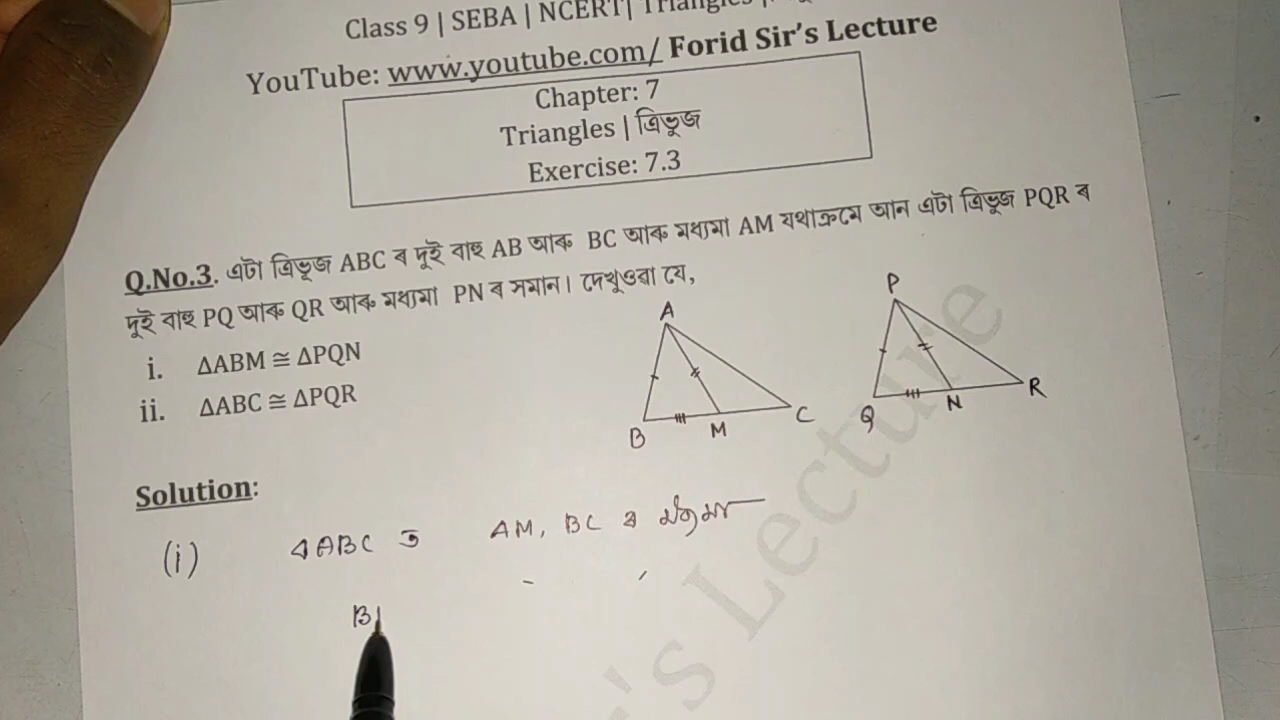 Class 9 | SEBA | NCERT| Triangles |
YouTube: www.youtube.com/ Forid Sir's Lecture
Chapter: 7
Triangles | ত্ৰিভূজ
Exercise: 7.3
Q.No.3. এটা ত্ৰিভূজ ABC ৰ দুই বাহু AB আৰু BC আৰু মধ্যমা AM যথাক্ৰমে আন এটা ত্ৰিভূজ PQR ৰ
দুই বাহু PQ আৰু QR আৰু মধ্যমা PN ৰ সমান। দেখুওৱা যে,
i. ΔABM ≅ ΔPQN
ii. ΔABC ≅ ΔPQR
A
B M C
P
Q N R
Solution:
(i) ΔABC ত AM, BC ৰ মধ্যমা
B
's Lecture